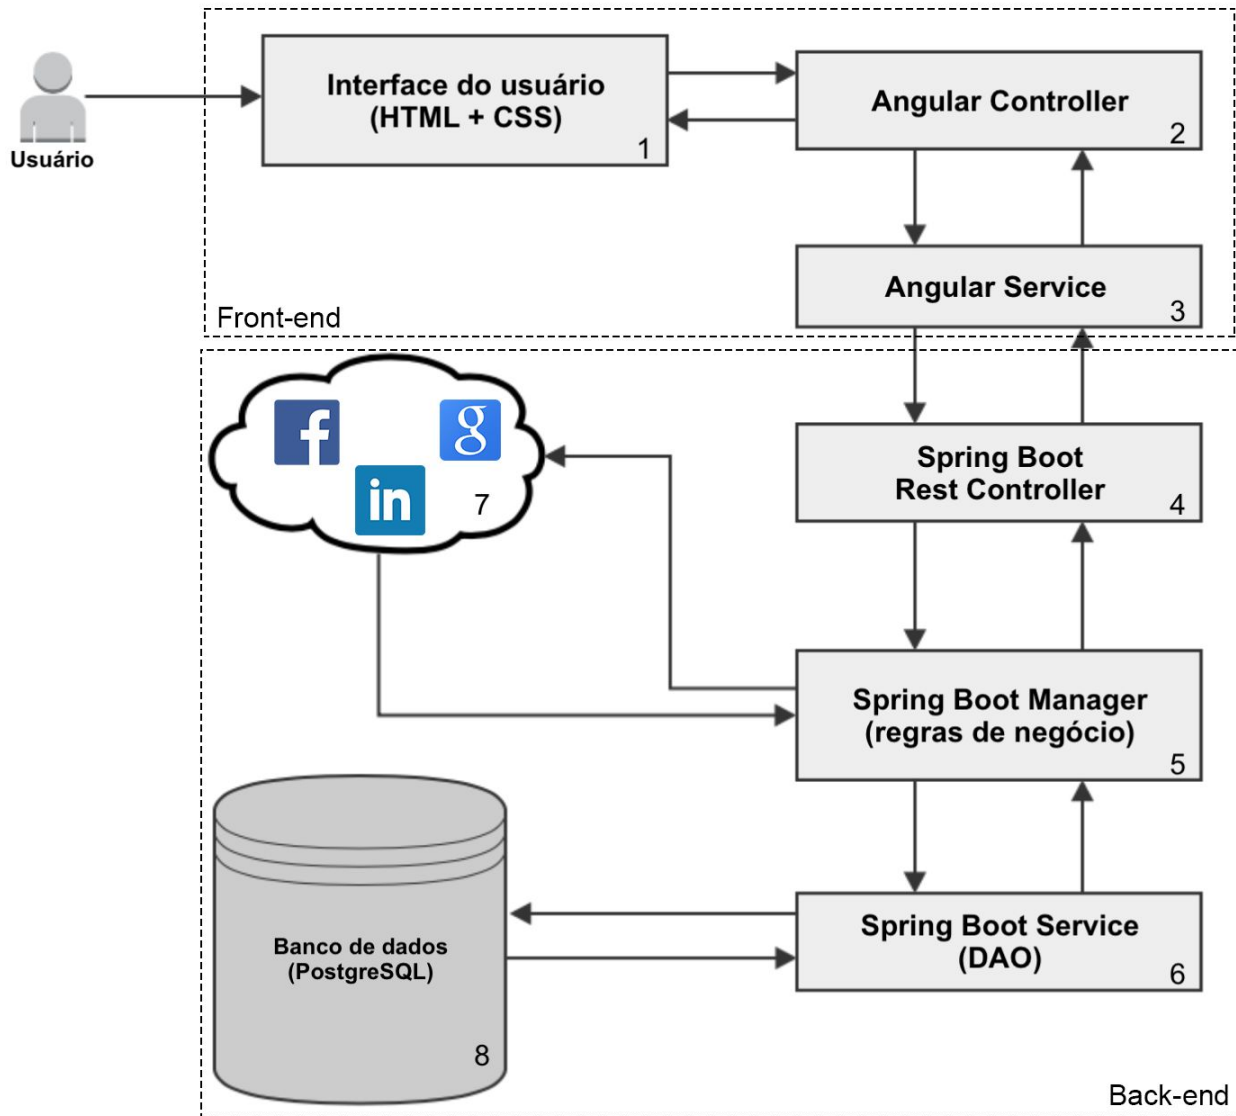 Usuário
Interface do usuário
(HTML + CSS)
1
Angular Controller
2
Angular Service
3
Front-end
f
g
in
7
Spring Boot
Rest Controller
4
Spring Boot Manager
(regras de negócio)
5
Banco de dados
(PostgreSQL)
8
Spring Boot Service
(DAO)
6
Back-end